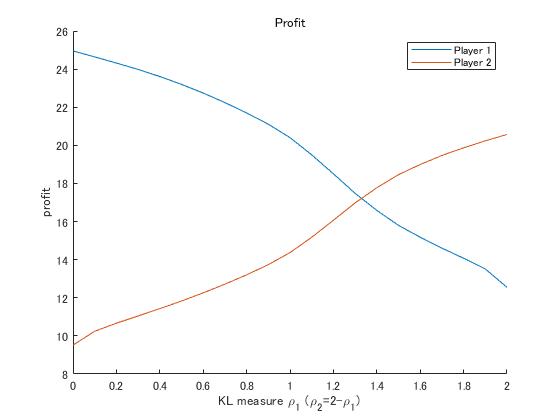 Profit
Player 1
Player 2
profit
26
24
22
20
18
16
14
12
10
8
0 0.2 0.4 0.6 0.8 1 1.2 1.4 1.6 1.8 2
KL measure ρ₁ (ρ₂=2-ρ₁)